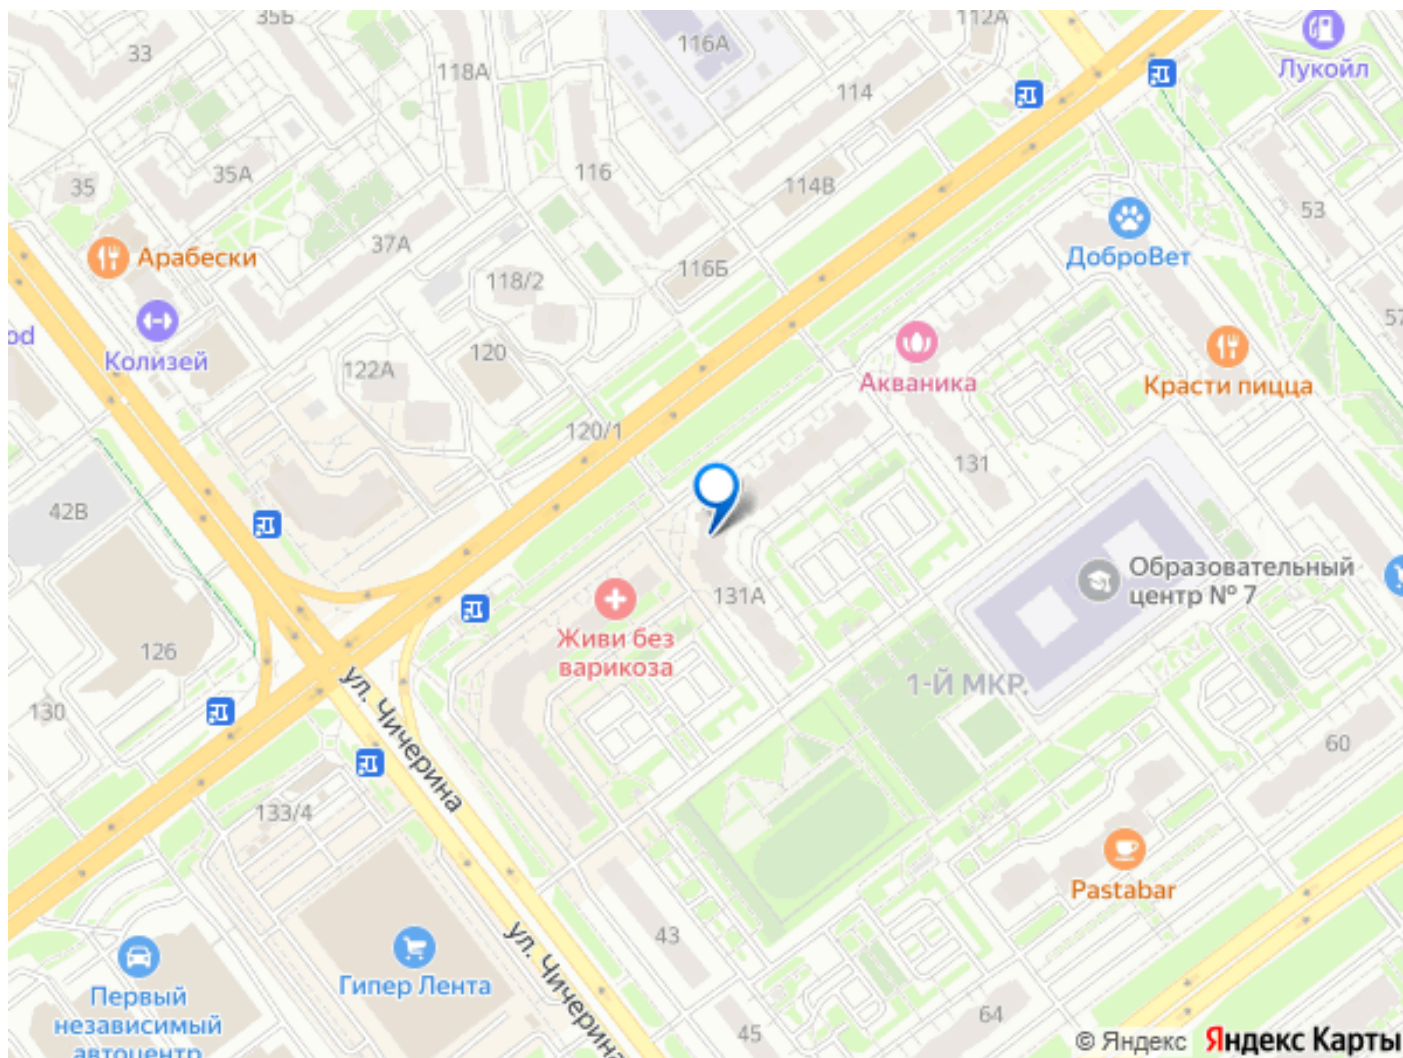 35Б
112А
33
116А
Лукойл
118А
114
35
35А
116
114В
53
37А
Арабески
ДоброВет
118/2
116Б
57
od
Колизей
120
122А
Акваника
Красти пицца
120/1
131
42В
Образовательный
центр № 7
131А
Живи без
варикоза
126
1-Й МКР.
130
ул. Чичерина
60
133/4
Pastabar
43
ул. Чичерина
Гипер Лента
Первый
независимый
автоцентр
64
45
© Яндекс Яндекс Карты